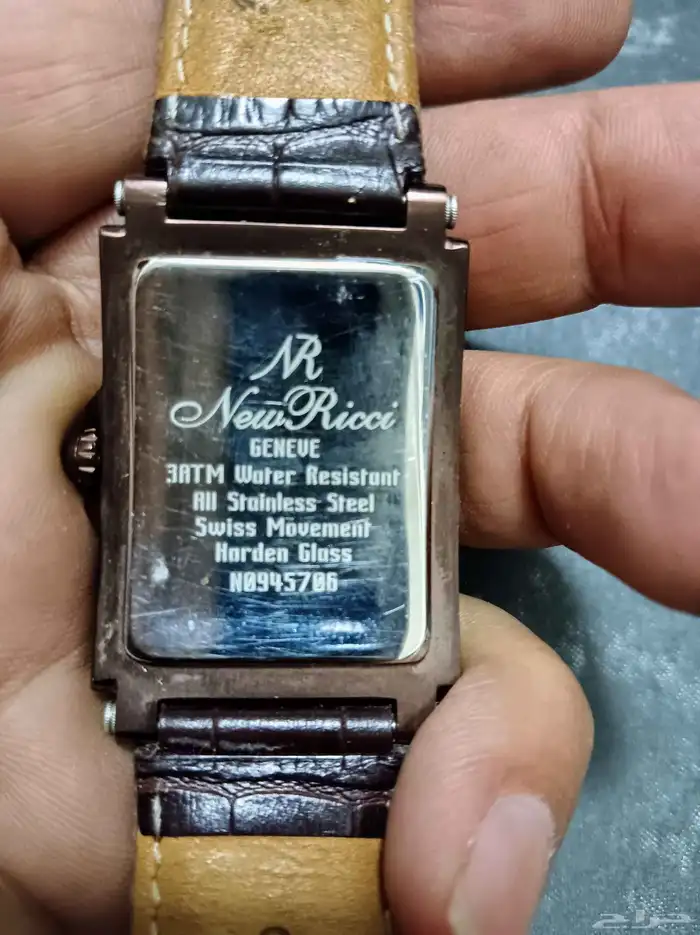 NR
NewRicci
GENEVE
3ATM Water Resistant
All Stainless Steel
Swiss Movement
Harden Glass
N0945706
حراج